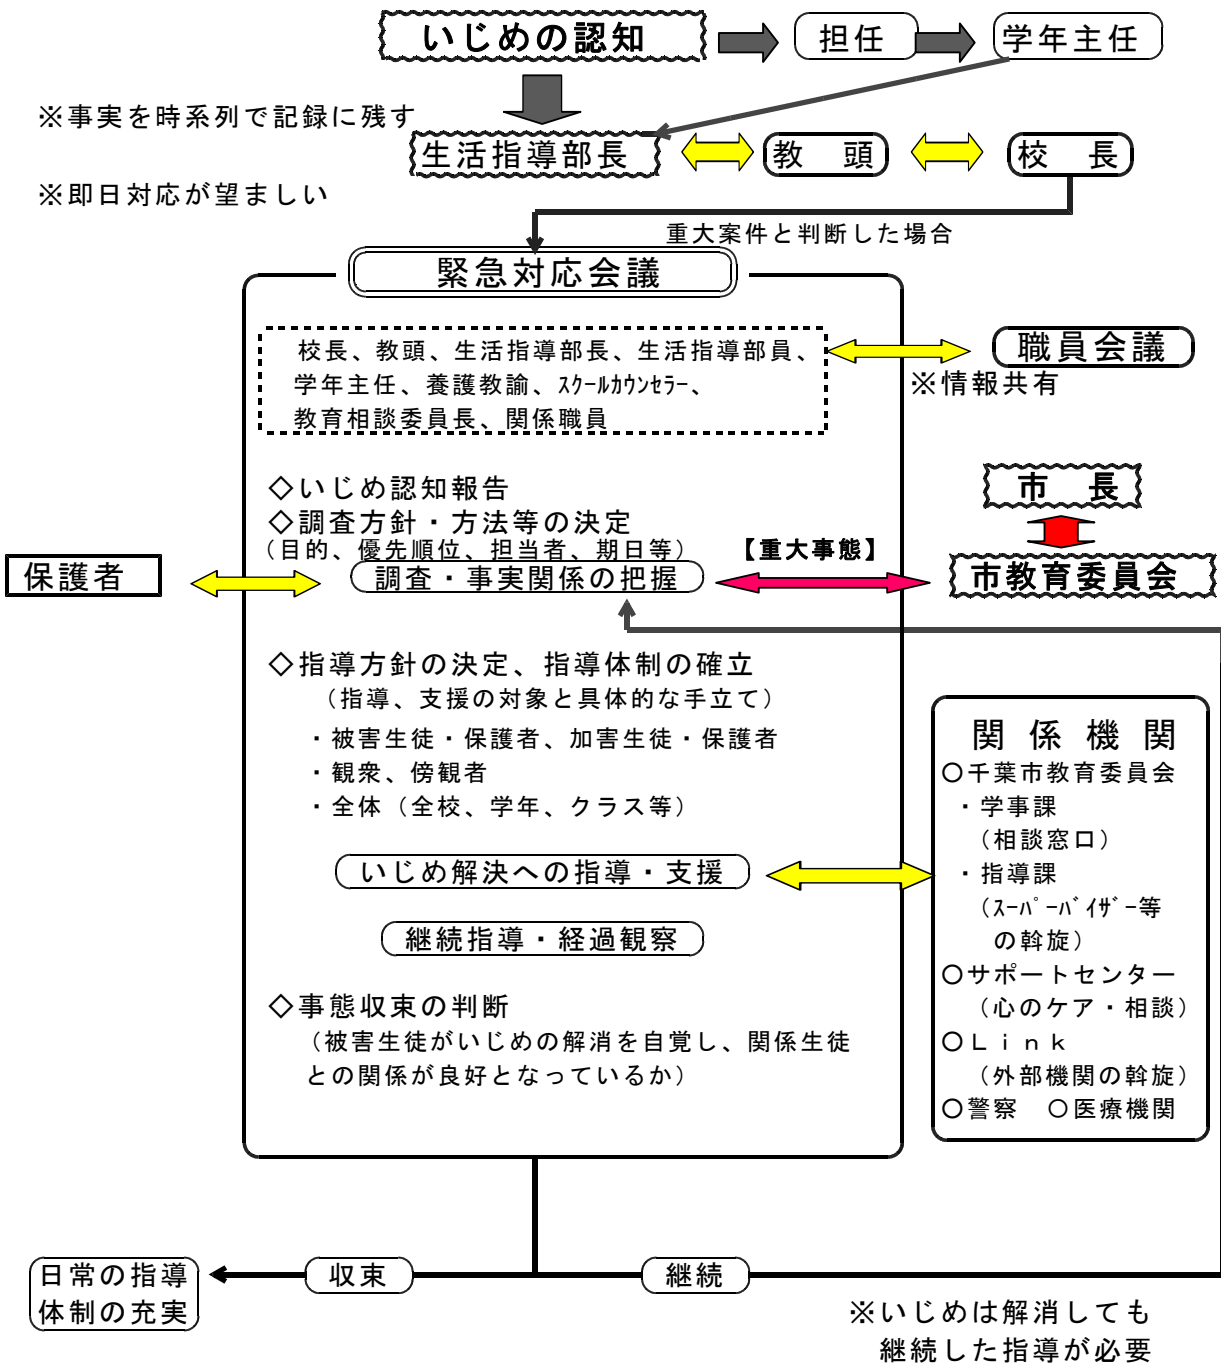 いじめの認知
担任
学年主任
※事実を時系列で記録に残す
生活指導部長
教　頭
校　長
※即日対応が望ましい
重大案件と判断した場合
緊急対応会議
校長、教頭、生活指導部長、生活指導部員、
学年主任、養護教諭、ｽｸｰﾙｶｳﾝｾﾗｰ、
教育相談委員長、関係職員
職員会議
※情報共有
◇いじめ認知報告
◇調査方針・方法等の決定
（目的、優先順位、担当者、期日等）
調査・事実関係の把握
【重大事態】
市　長
市教育委員会
保護者
◇指導方針の決定、指導体制の確立
（指導、支援の対象と具体的な手立て）
・被害生徒・保護者、加害生徒・保護者
・観衆、傍観者
・全体（全校、学年、クラス等）
いじめ解決への指導・支援
継続指導・経過観察
◇事態収束の判断
（被害生徒がいじめの解消を自覚し、関係生徒
との関係が良好となっているか）
関係機関
○千葉市教育委員会
・学事課
（相談窓口）
・指導課
（ｽｰﾊﾟｰﾊﾞｲｻﾞｰ等
の斡旋）
○サポートセンター
（心のケア・相談）
○Ｌｉｎｋ
（外部機関の斡旋）
○警察　○医療機関
日常の指導
体制の充実
収束
継続
※いじめは解消しても
継続した指導が必要